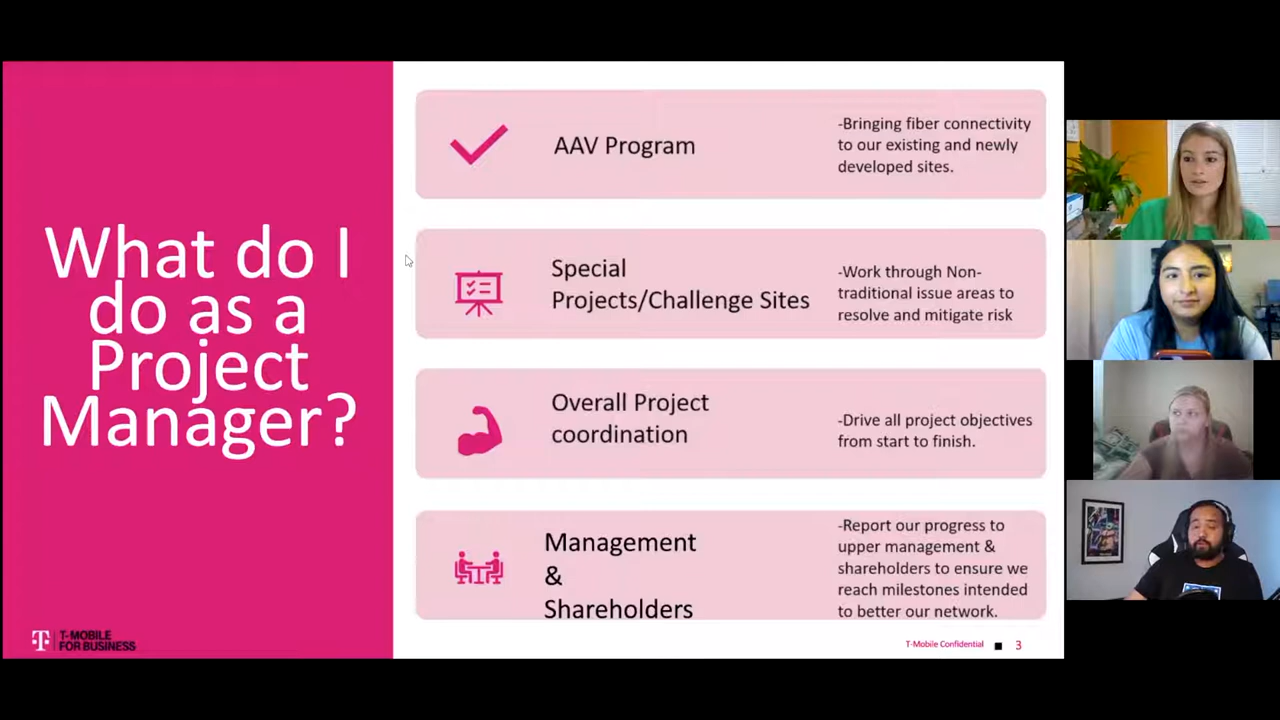 What do I
do as a
Project
Manager?
AAV Program
-Bringing fiber connectivity
to our existing and newly
developed sites.
Special
Projects/Challenge Sites
-Work through Non-
traditional issue areas to
resolve and mitigate risk
Overall Project
coordination
-Drive all project objectives
from start to finish.
Management
&
Shareholders
-Report our progress to
upper management &
shareholders to ensure we
reach milestones intended
to better our network.
T-MOBILE
FOR BUSINESS
T-Mobile Confidential
3